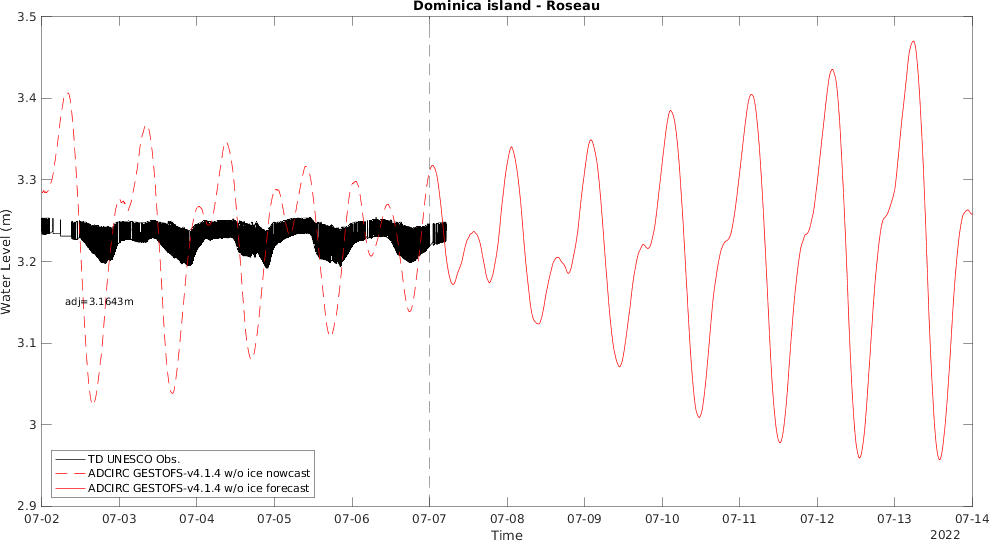 Dominica island - Roseau
3.5
3.4
3.3
3.2
3.1
3
2.9
Water Level (m)
adj=3.1643m
TD UNESCO Obs.
ADCIRC GESTOFS-v4.1.4 w/o ice nowcast
ADCIRC GESTOFS-v4.1.4 w/o ice forecast
07-02 07-03 07-04 07-05 07-06 07-07 07-08 07-09 07-10 07-11 07-12 07-13 07-14
Time
2022